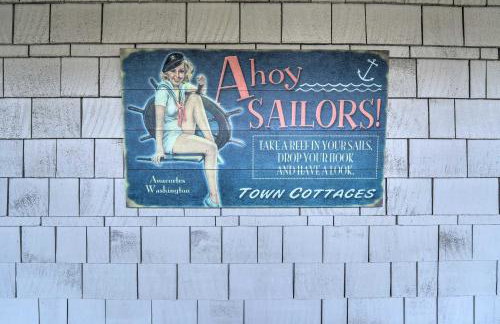 Ahoy
SAILORS!
TAKE A REEF IN YOUR SAILS,
DROP YOUR HOOK
AND HAVE A LOOK.
Anacortes
Washington
TOWN COTTAGES